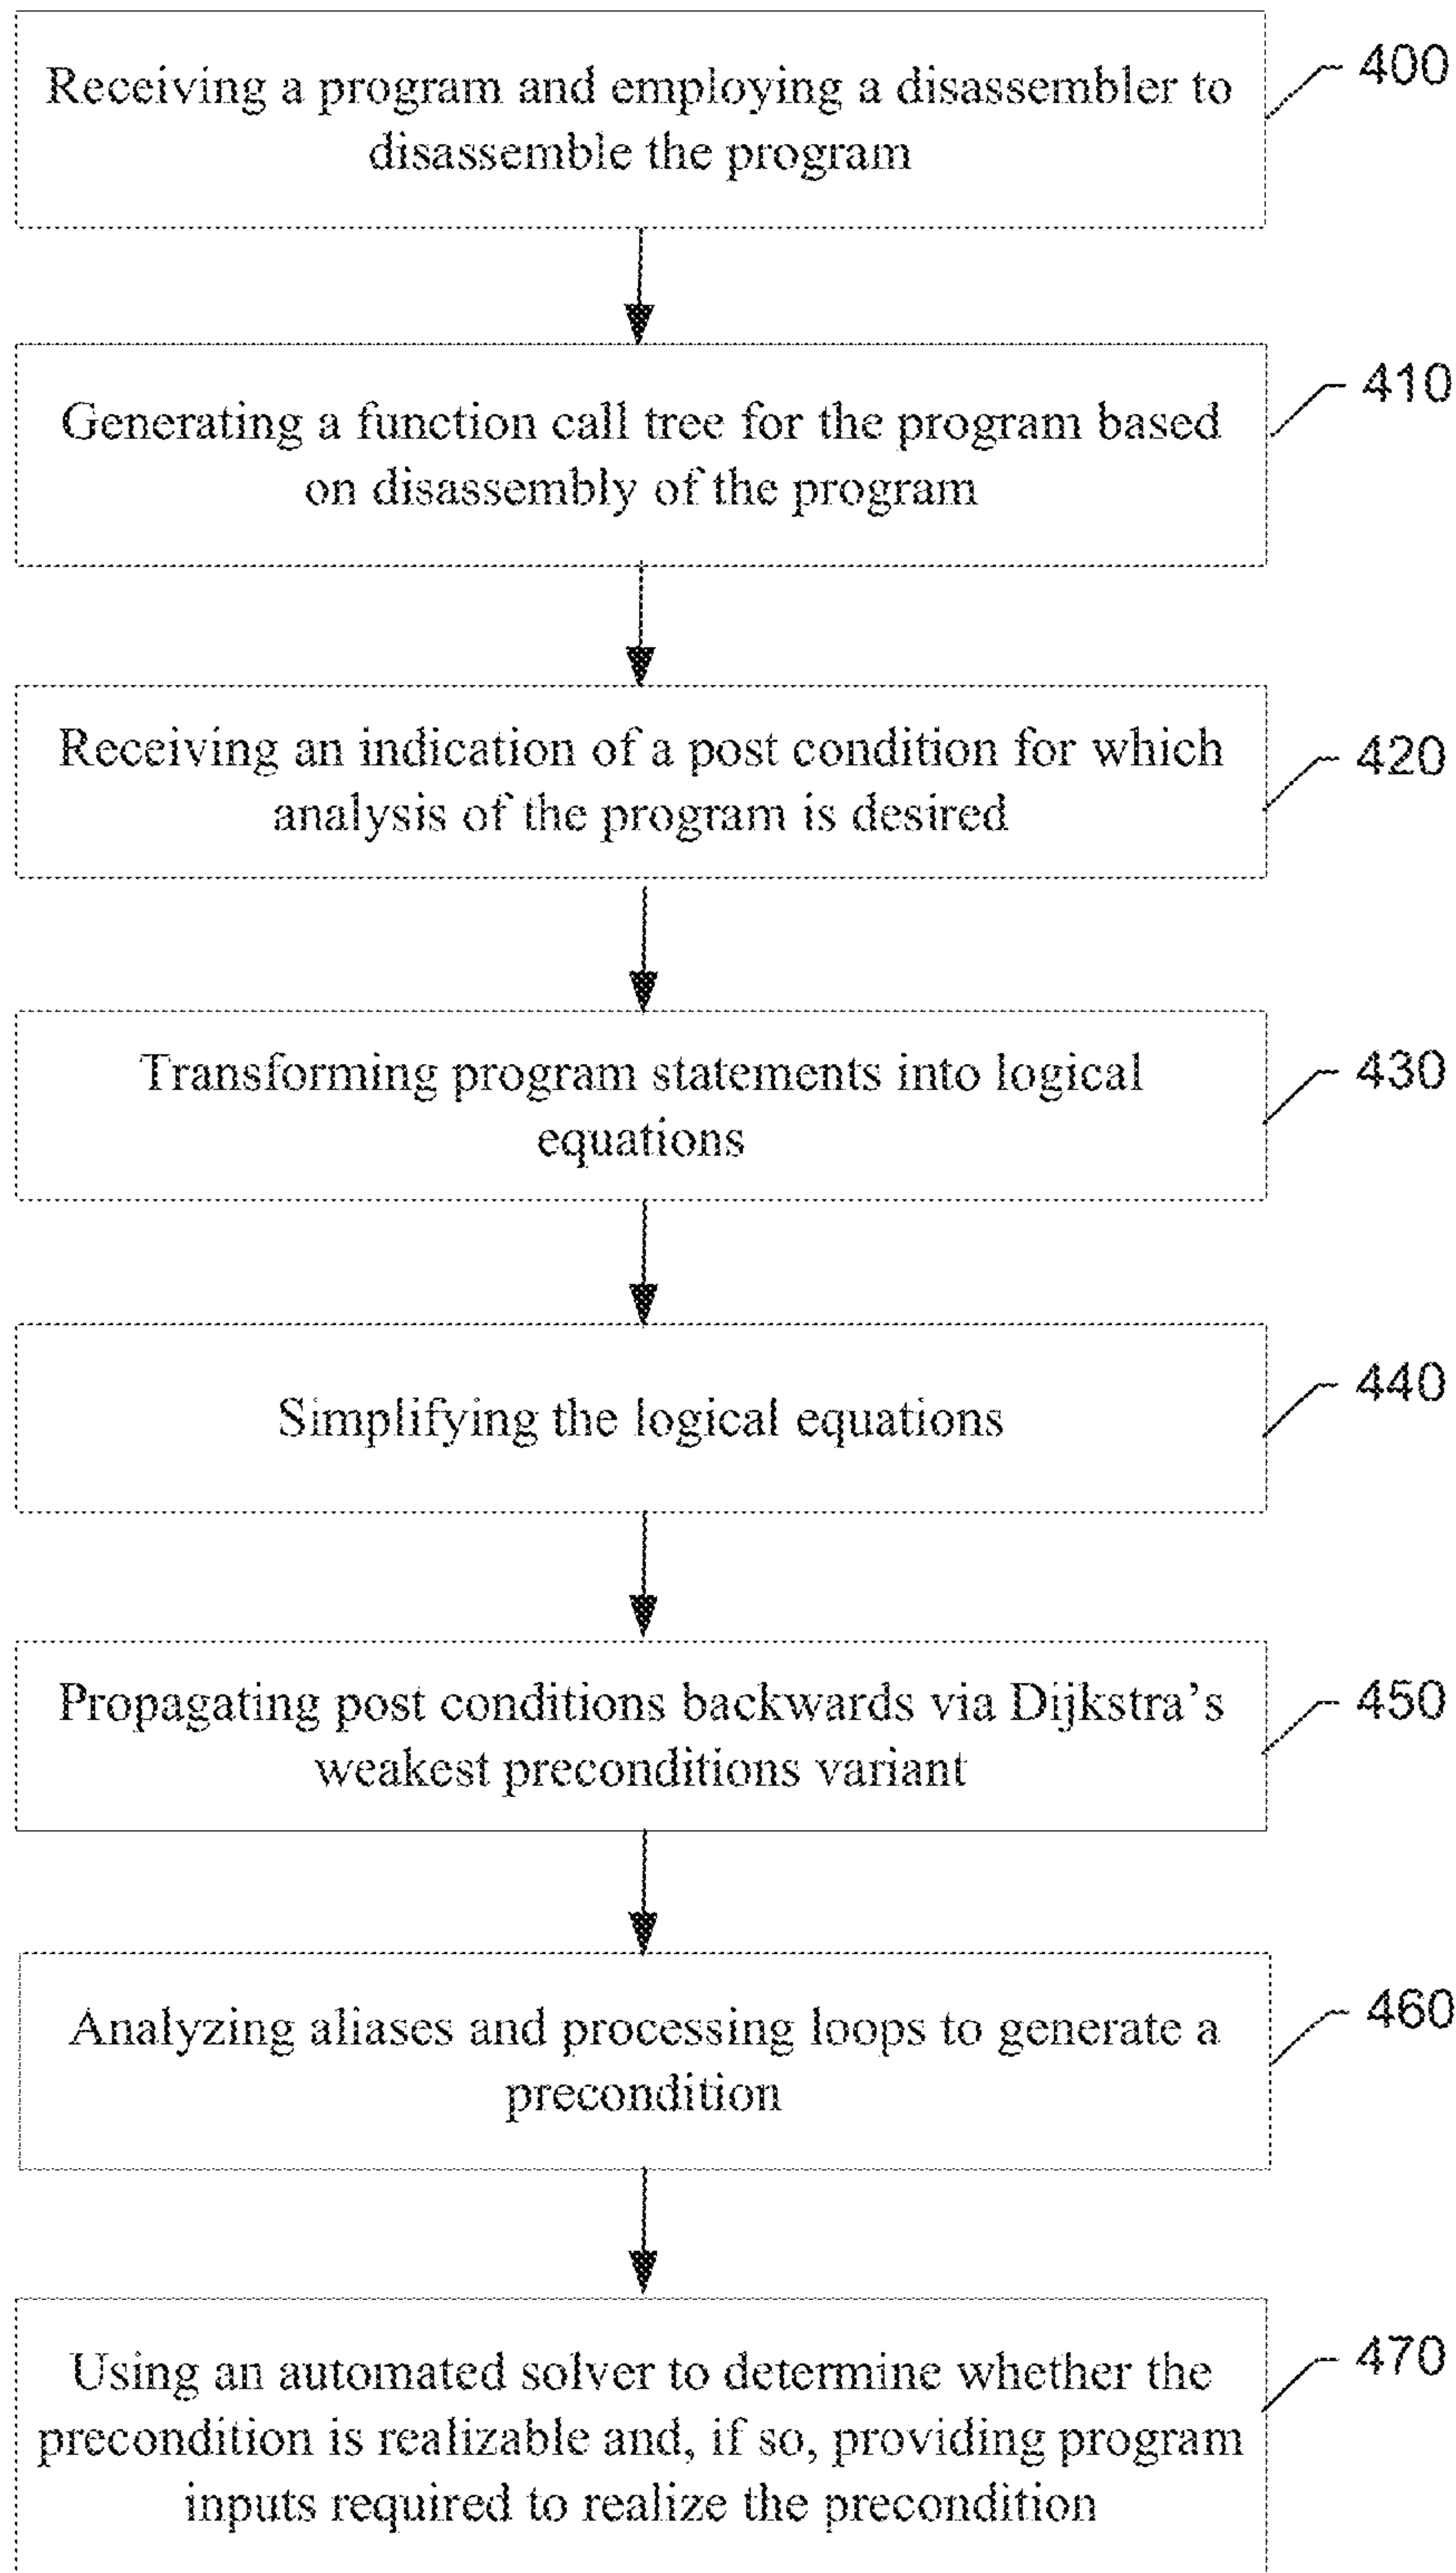 Receiving a program and employing a disassembler to
disassemble the program
400
Generating a function call tree for the program based
on disassembly of the program
410
Receiving an indication of a post condition for which
analysis of the program is desired
420
Transforming program statements into logical
equations
430
Simplifying the logical equations
440
Propagating post conditions backwards via Dijkstra's
weakest preconditions variant
450
Analyzing aliases and processing loops to generate a
precondition
460
Using an automated solver to determine whether the
precondition is realizable and, if so, providing program
inputs required to realize the precondition
470